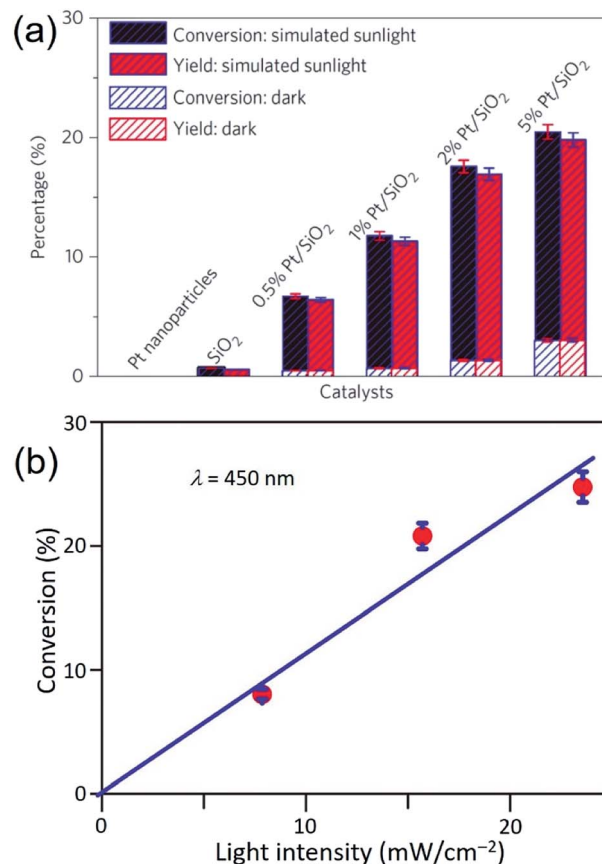 (a)
30
20
10
0
Percentage (%)
Conversion: simulated sunlight
Yield: simulated sunlight
Conversion: dark
Yield: dark
Pt nanoparticles
SiO₂
0.5% Pt/SiO₂
1% Pt/SiO₂
2% Pt/SiO₂
5% Pt/SiO₂
Catalysts
(b)
30
20
10
0
Conversion (%)
λ = 450 nm
0 10 20
Light intensity (mW/cm⁻²)